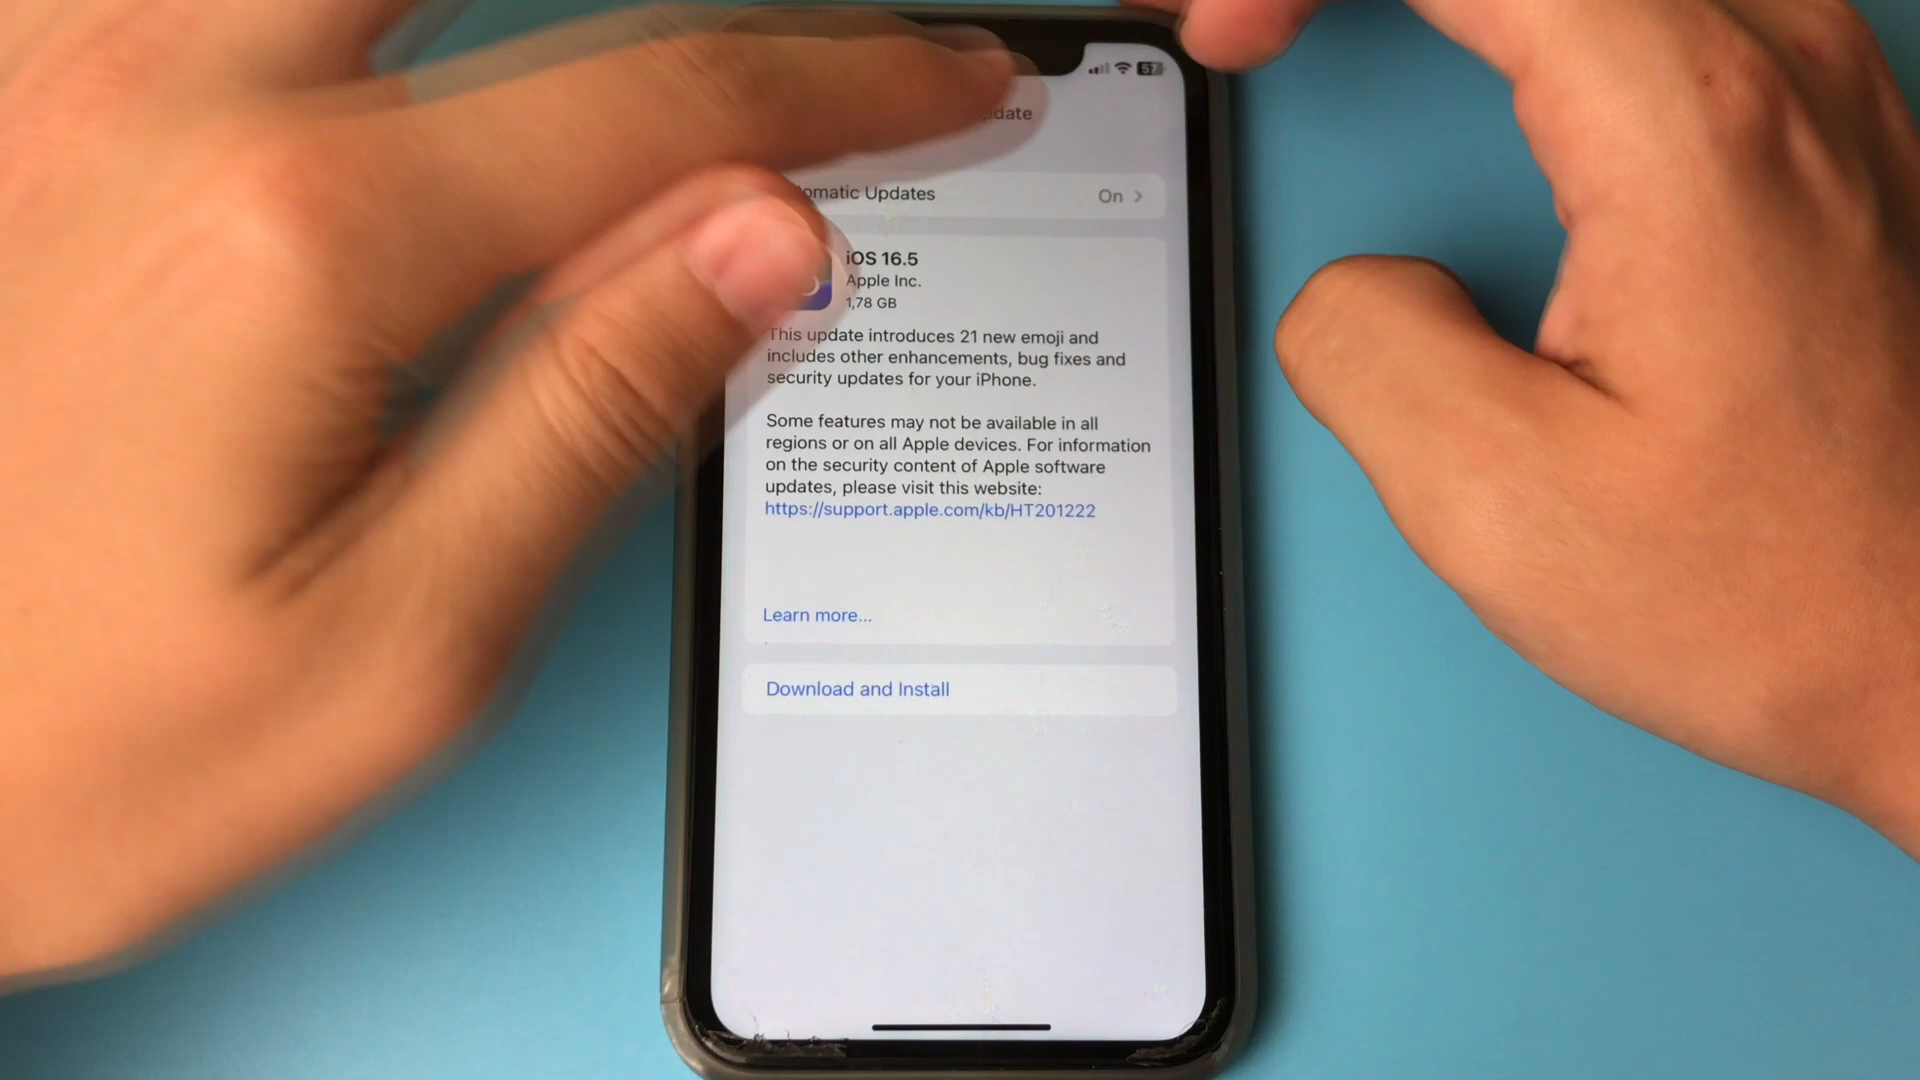 57
Automatic Updates
On
iOS 16.5
Apple Inc.
1,78 GB
This update introduces 21 new emoji and
includes other enhancements, bug fixes and
security updates for your iPhone.
Some features may not be available in all
regions or on all Apple devices. For information
on the security content of Apple software
updates, please visit this website:
https://support.apple.com/kb/HT201222
Learn more...
Download and Install